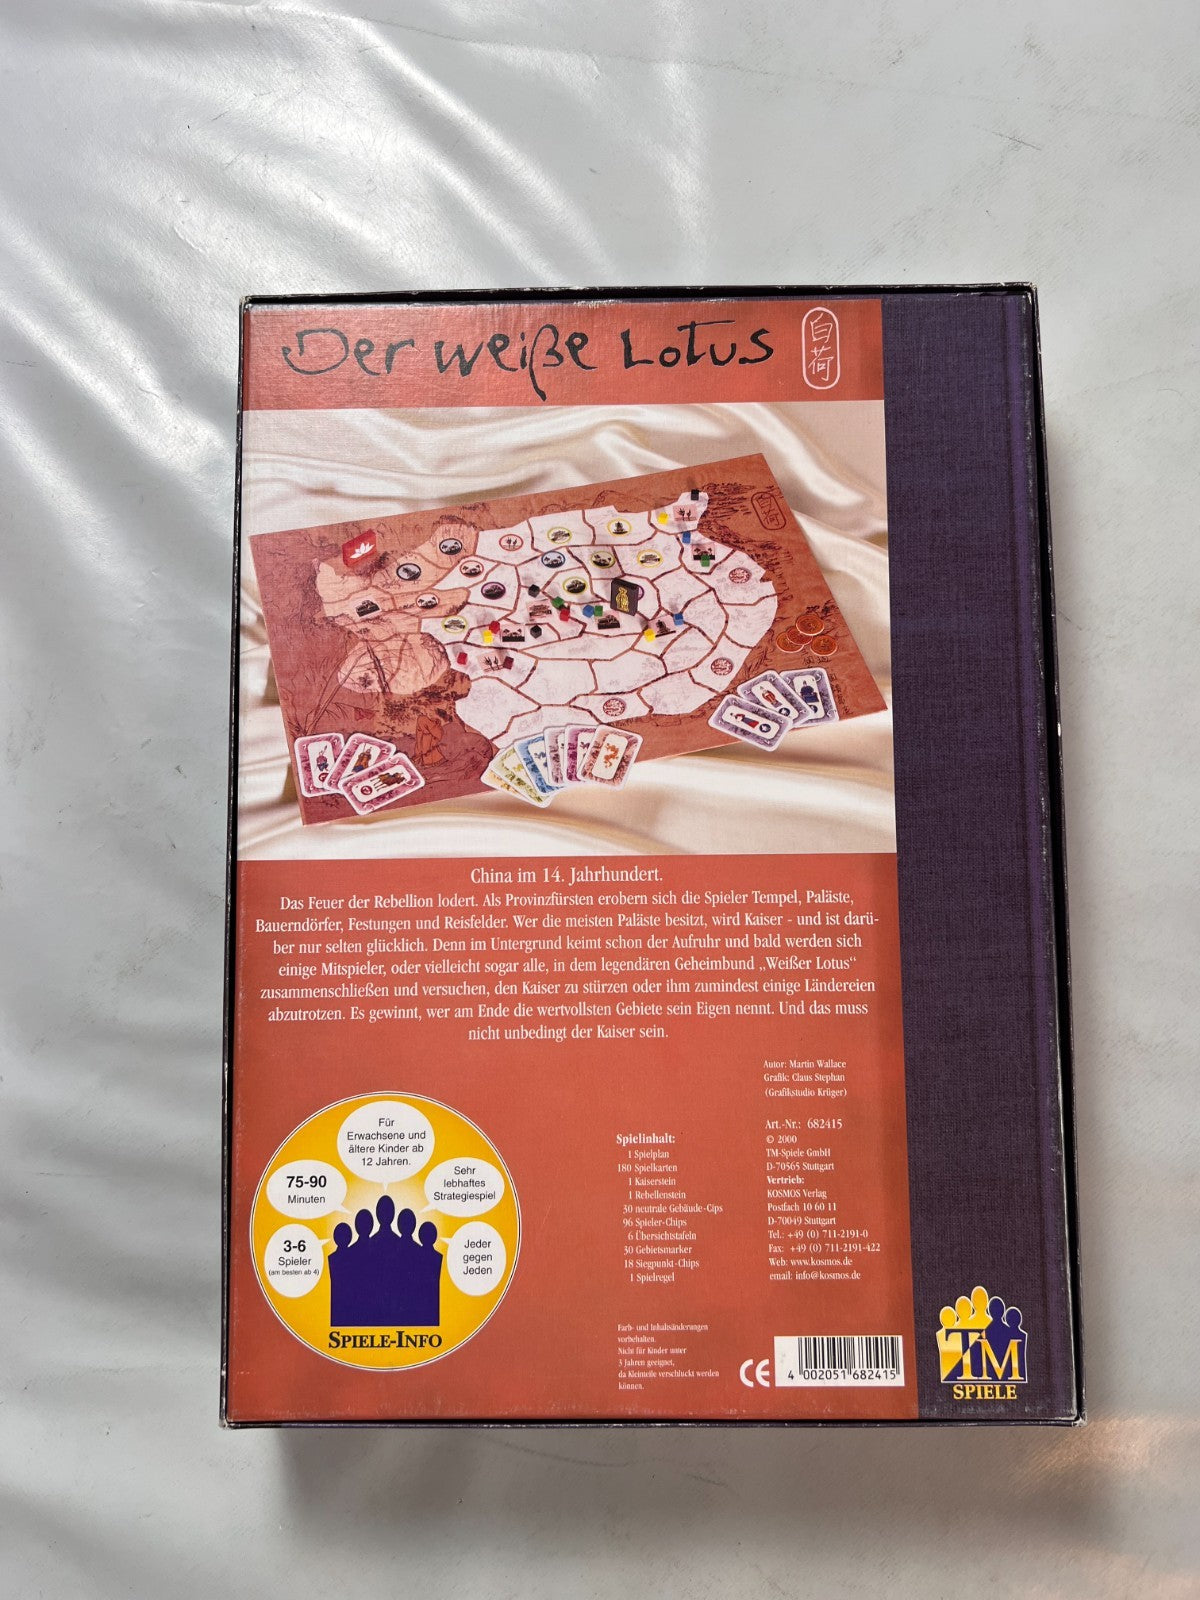 Der weiße Lotus
白荷
China im 14. Jahrhundert.
Das Feuer der Rebellion lodert. Als Provinzfürsten erobern sich die Spieler Tempel, Paläste,
Bauerndörfer, Festungen und Reisfelder. Wer die meisten Paläste besitzt, wird Kaiser - und ist darü-
ber nur selten glücklich. Denn im Untergrund keimt schon der Aufruhr und bald werden sich
einige Mitspieler, oder vielleicht sogar alle, in dem legendären Geheimbund „Weißer Lotus“
zusammenschließen und versuchen, den Kaiser zu stürzen oder ihm zumindest einige Ländereien
abzutrotzen. Es gewinnt, wer am Ende die wertvollsten Gebiete sein Eigen nennt. Und das muss
nicht unbedingt der Kaiser sein.
Autor: Martin Wallace
Grafik: Claus Stephan
(Grafikstudio Krüger)
Für
Erwachsene und
ältere Kinder ab
12 Jahren.
75-90
Minuten
Sehr
lebhaftes
Strategiespiel
3-6
Spieler
(am besten ab 4)
Jeder
gegen
Jeden
SPIELE-INFO
Spielinhalt:
1 Spielplan
180 Spielkarten
1 Kaiserstein
1 Rebellenstein
30 neutrale Gebäude-Cips
96 Spieler-Chips
6 Übersichtstafeln
30 Gebietsmarker
18 Siegpunkt-Chips
1 Spielregel
Art.-Nr.: 682415
© 2000
TM-Spiele GmbH
D-70565 Stuttgart
Vertrieb:
KOSMOS Verlag
Postfach 10 60 11
D-70049 Stuttgart
Tel.: +49 (0) 711-2191-0
Fax: +49 (0) 711-2191-422
Web: www.kosmos.de
email: info@kosmos.de
Farb- und Inhaltsänderungen
vorbehalten.
Nicht für Kinder unter
3 Jahren geeignet,
da Kleinteile verschluckt werden
können.
CE
4 002051 682415
TM
SPIELE